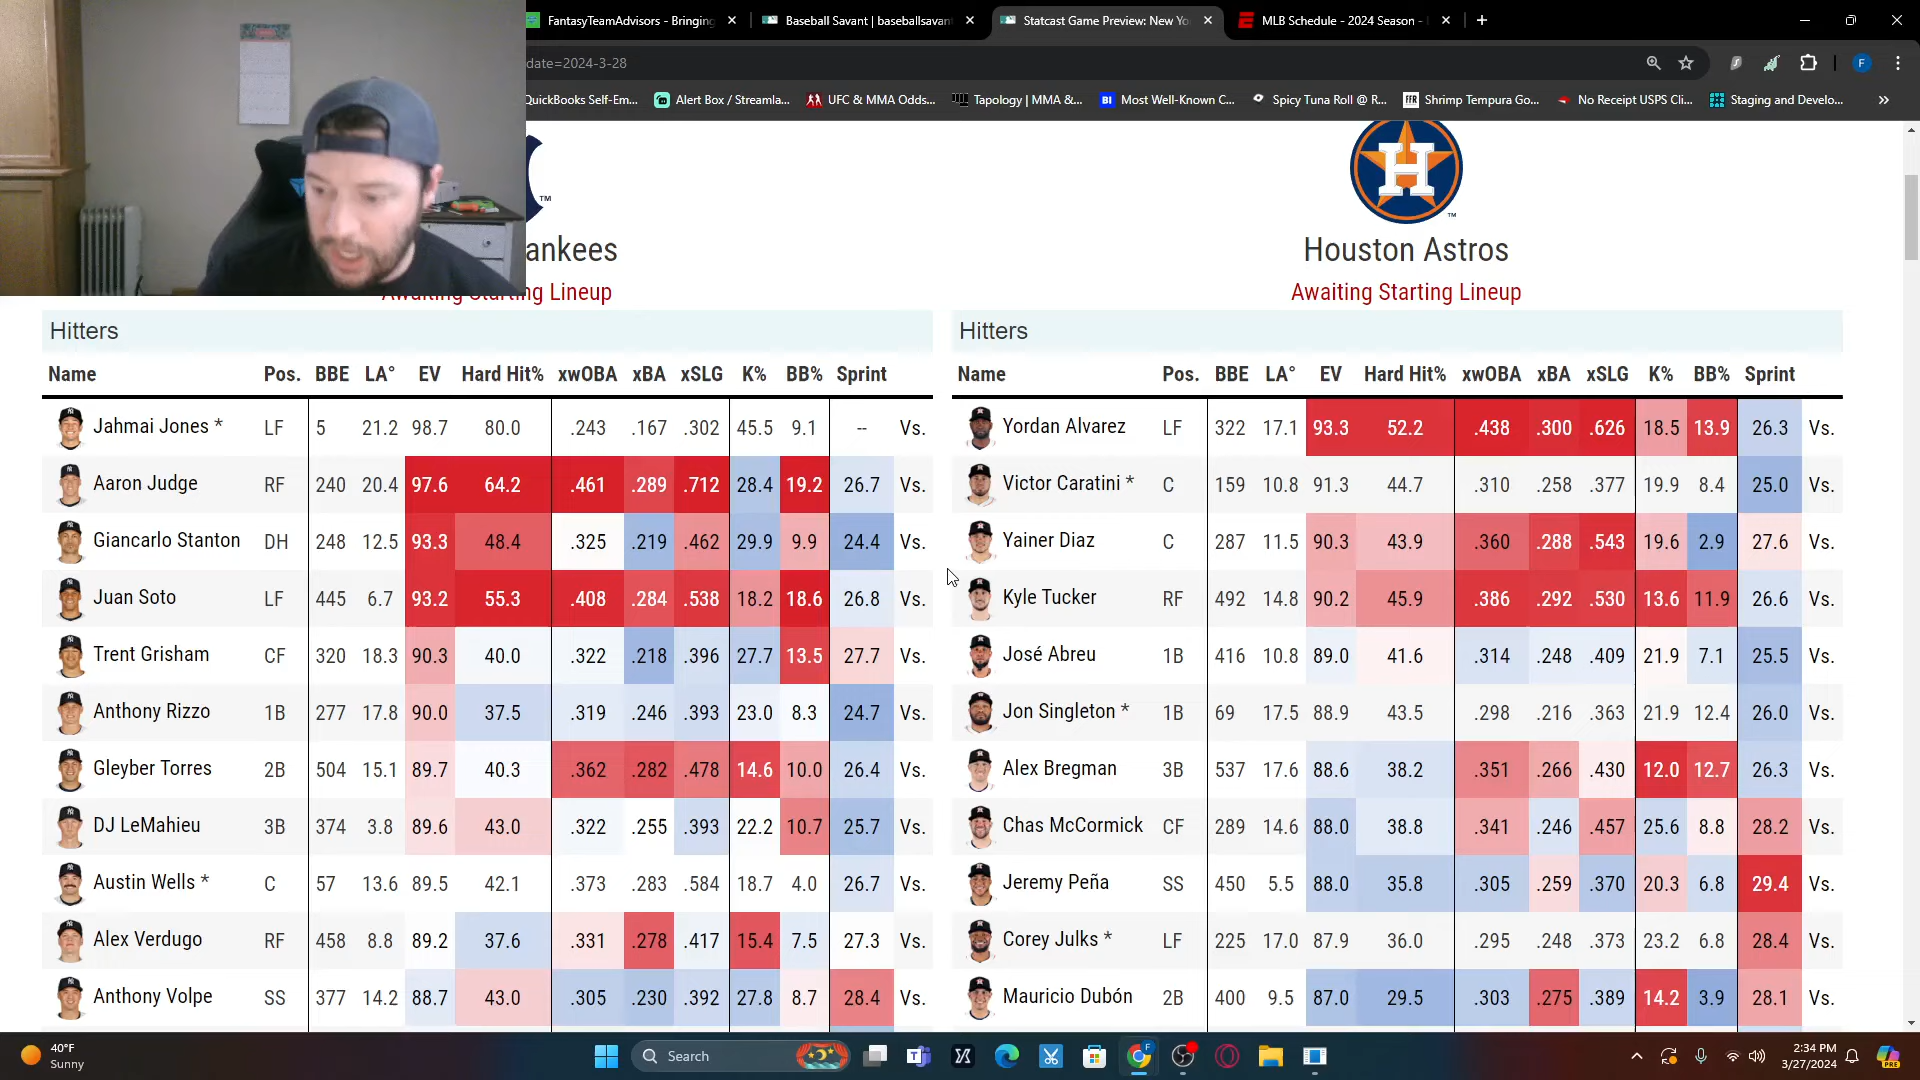 FantasyTeamAdvisors - Bringing
Baseball Savant | baseballsavan
Statcast Game Preview: New Yo
MLB Schedule - 2024 Season -
date=2024-3-28
F
QuickBooks Self-Em...
Alert Box / Streamla...
UFC & MMA Odds...
Tapology | MMA &...
BI Most Well-Known C...
Spicy Tuna Roll @ R...
FFR Shrimp Tempura Go...
No Receipt USPS Cli...
Staging and Develo...
»
TM
H
TM
ankees
Houston Astros
Awaiting Starting Lineup
Awaiting Starting Lineup
Hitters
Name Pos. BBE LA° EV Hard Hit% xwOBA xBA xSLG K% BB% Sprint
Jahmai Jones * LF 5 21.2 98.7 80.0 .243 .167 .302 45.5 9.1 -- Vs.
Aaron Judge RF 240 20.4 97.6 64.2 .461 .289 .712 28.4 19.2 26.7 Vs.
Giancarlo Stanton DH 248 12.5 93.3 48.4 .325 .219 .462 29.9 9.9 24.4 Vs.
Juan Soto LF 445 6.7 93.2 55.3 .408 .284 .538 18.2 18.6 26.8 Vs.
Trent Grisham CF 320 18.3 90.3 40.0 .322 .218 .396 27.7 13.5 27.7 Vs.
Anthony Rizzo 1B 277 17.8 90.0 37.5 .319 .246 .393 23.0 8.3 24.7 Vs.
Gleyber Torres 2B 504 15.1 89.7 40.3 .362 .282 .478 14.6 10.0 26.4 Vs.
DJ LeMahieu 3B 374 3.8 89.6 43.0 .322 .255 .393 22.2 10.7 25.7 Vs.
Austin Wells * C 57 13.6 89.5 42.1 .373 .283 .584 18.7 4.0 26.7 Vs.
Alex Verdugo RF 458 8.8 89.2 37.6 .331 .278 .417 15.4 7.5 27.3 Vs.
Anthony Volpe SS 377 14.2 88.7 43.0 .305 .230 .392 27.8 8.7 28.4 Vs.
Hitters
Name Pos. BBE LA° EV Hard Hit% xwOBA xBA xSLG K% BB% Sprint
Yordan Alvarez LF 322 17.1 93.3 52.2 .438 .300 .626 18.5 13.9 26.3 Vs.
Victor Caratini * C 159 10.8 91.3 44.7 .310 .258 .377 19.9 8.4 25.0 Vs.
Yainer Diaz C 287 11.5 90.3 43.9 .360 .288 .543 19.6 2.9 27.6 Vs.
Kyle Tucker RF 492 14.8 90.2 45.9 .386 .292 .530 13.6 11.9 26.6 Vs.
José Abreu 1B 416 10.8 89.0 41.6 .314 .248 .409 21.9 7.1 25.5 Vs.
Jon Singleton * 1B 69 17.5 88.9 43.5 .298 .216 .363 21.9 12.4 26.0 Vs.
Alex Bregman 3B 537 17.6 88.6 38.2 .351 .266 .430 12.0 12.7 26.3 Vs.
Chas McCormick CF 289 14.6 88.0 38.8 .341 .246 .457 25.6 8.8 28.2 Vs.
Jeremy Peña SS 450 5.5 88.0 35.8 .305 .259 .370 20.3 6.8 29.4 Vs.
Corey Julks * LF 225 17.0 87.9 36.0 .295 .248 .373 23.2 6.8 28.4 Vs.
Mauricio Dubón 2B 400 9.5 87.0 29.5 .303 .275 .389 14.2 3.9 28.1 Vs.
40°F
Sunny
Search
2:34 PM
3/27/2024